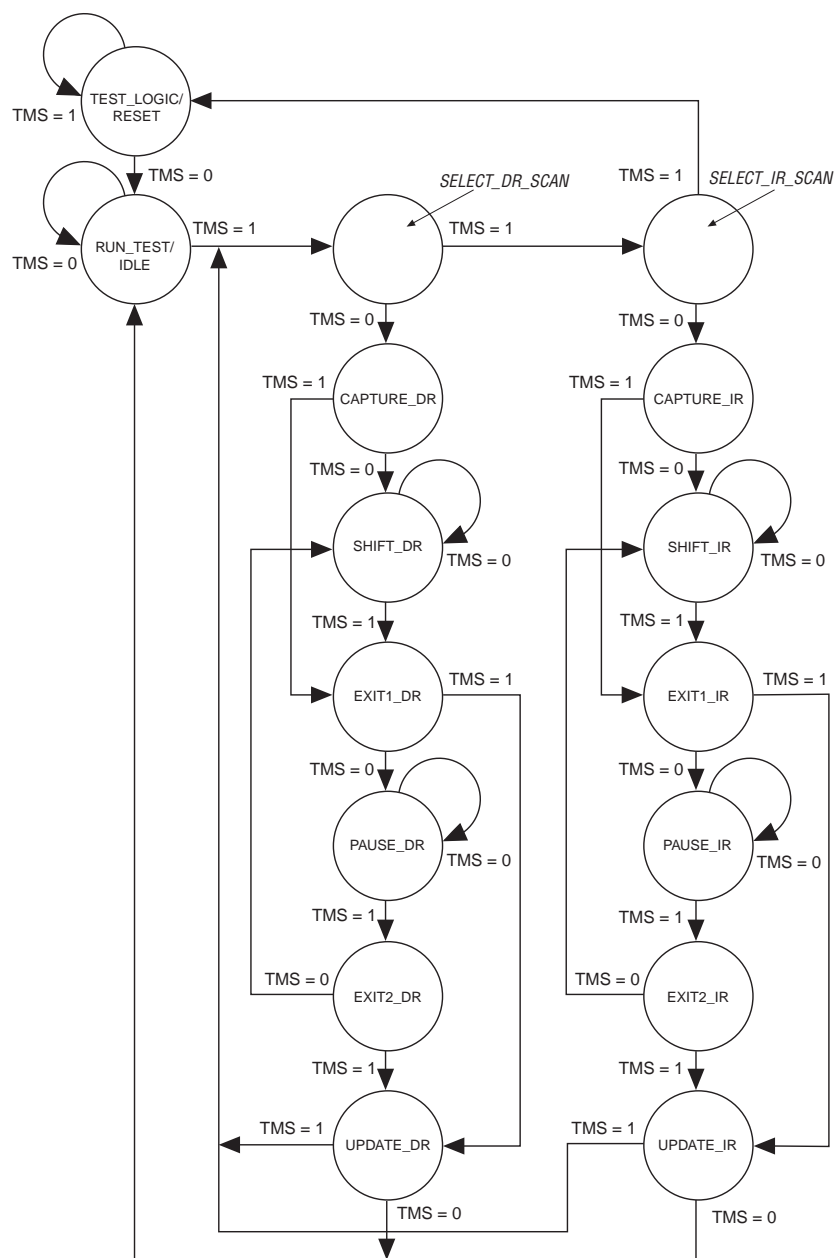 TEST_LOGIC/
RESET
TMS = 1
TMS = 0
SELECT_DR_SCAN
TMS = 1
SELECT_IR_SCAN
TMS = 1
TMS = 1
RUN_TEST/
IDLE
TMS = 0
TMS = 0
TMS = 0
TMS = 1
TMS = 1
CAPTURE_DR
CAPTURE_IR
TMS = 0
TMS = 0
SHIFT_DR
TMS = 0
SHIFT_IR
TMS = 0
TMS = 1
TMS = 1
EXIT1_DR
TMS = 1
EXIT1_IR
TMS = 1
TMS = 0
TMS = 0
PAUSE_DR
TMS = 0
PAUSE_IR
TMS = 0
TMS = 1
TMS = 1
TMS = 0
EXIT2_DR
TMS = 0
EXIT2_IR
TMS = 1
TMS = 1
TMS = 1
UPDATE_DR
TMS = 1
UPDATE_IR
TMS = 0
TMS = 0